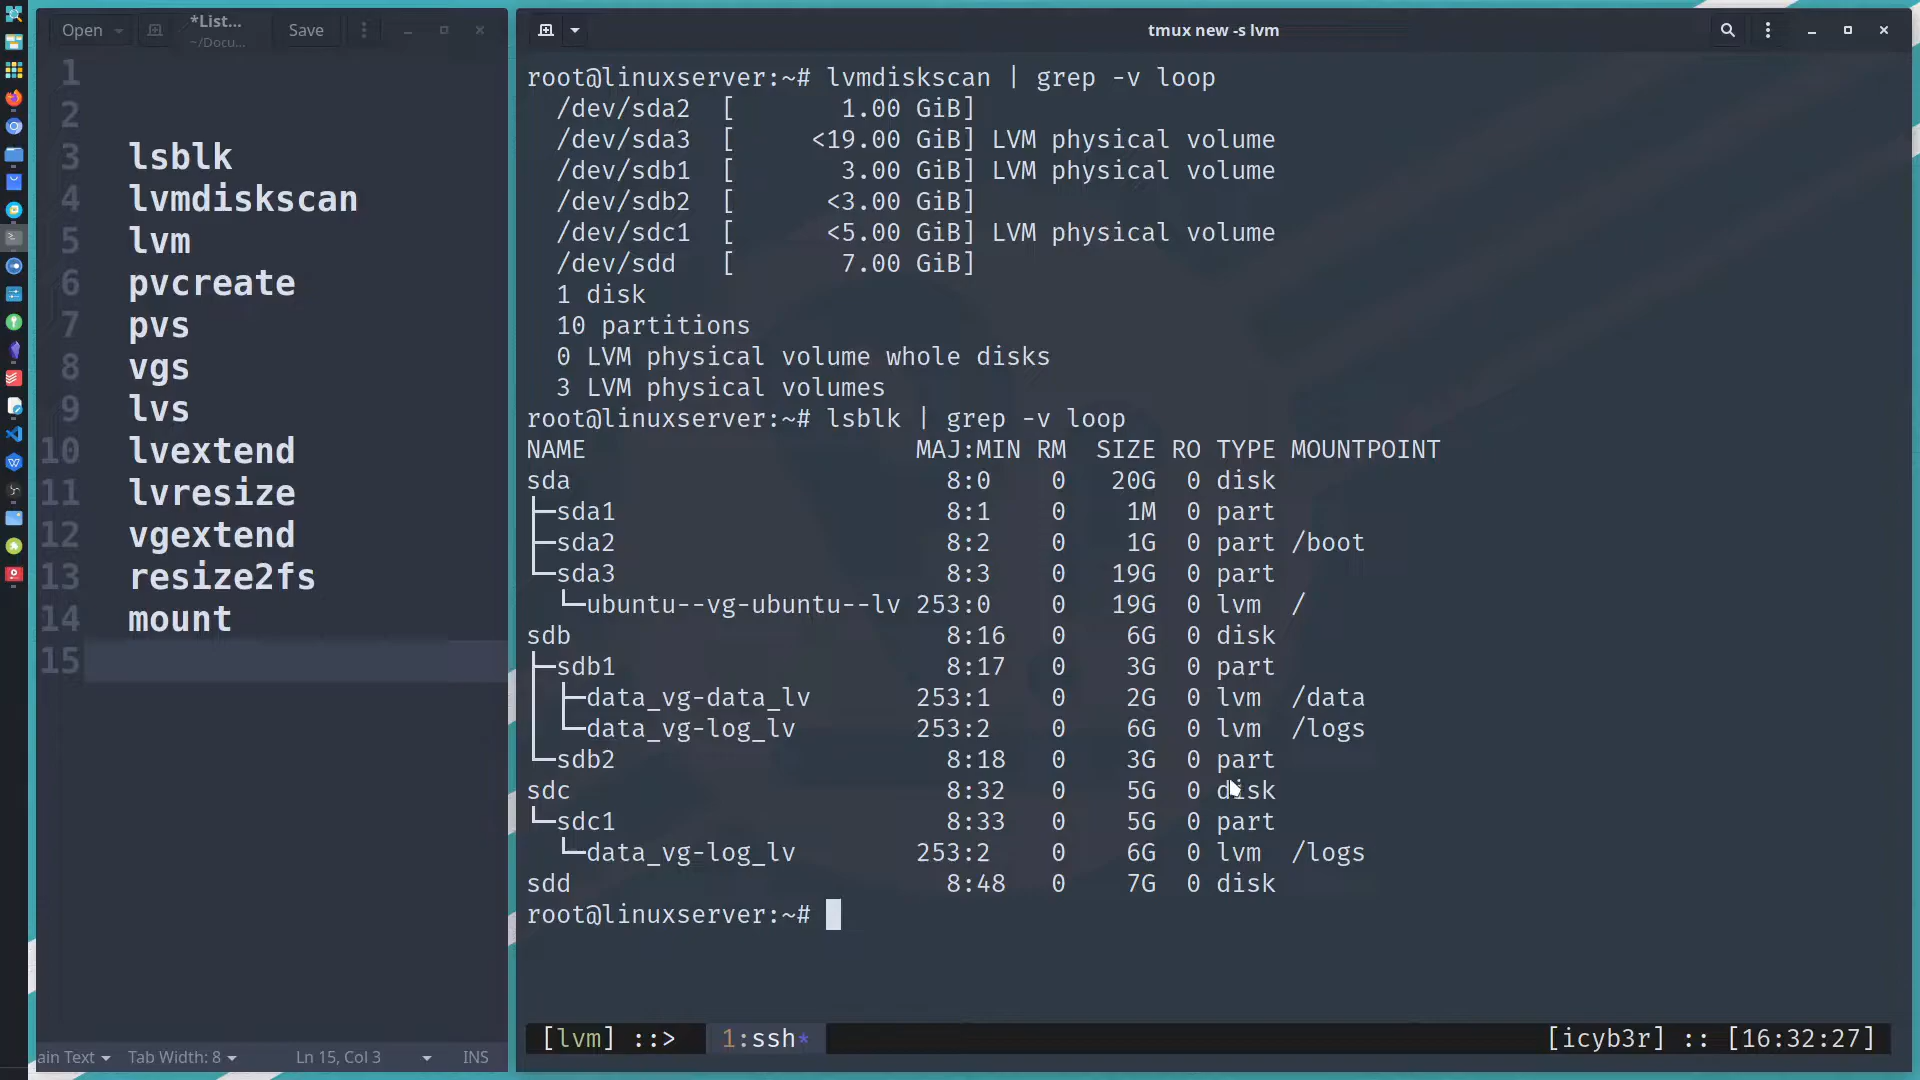 Open
*List...
~/Docu...
Save
1
2
3 lsblk
4 lvmdiskscan
5 lvm
6 pvcreate
7 pvs
8 vgs
9 lvs
10 lvextend
11 lvresize
12 vgextend
13 resize2fs
14 mount
15
ain Text
Tab Width: 8
Ln 15, Col 3
INS
tmux new -s lvm
root@linuxserver:~# lvmdiskscan | grep -v loop
/dev/sda2 [ 1.00 GiB]
/dev/sda3 [ <19.00 GiB] LVM physical volume
/dev/sdb1 [ 3.00 GiB] LVM physical volume
/dev/sdb2 [ <3.00 GiB]
/dev/sdc1 [ <5.00 GiB] LVM physical volume
/dev/sdd [ 7.00 GiB]
1 disk
10 partitions
0 LVM physical volume whole disks
3 LVM physical volumes
root@linuxserver:~# lsblk | grep -v loop
NAME MAJ:MIN RM SIZE RO TYPE MOUNTPOINT
sda 8:0 0 20G 0 disk
├─sda1 8:1 0 1M 0 part
├─sda2 8:2 0 1G 0 part /boot
└─sda3 8:3 0 19G 0 part
└─ubuntu--vg-ubuntu--lv 253:0 0 19G 0 lvm /
sdb 8:16 0 6G 0 disk
├─sdb1 8:17 0 3G 0 part
│ ├─data_vg-data_lv 253:1 0 2G 0 lvm /data
│ └─data_vg-log_lv 253:2 0 6G 0 lvm /logs
└─sdb2 8:18 0 3G 0 part
sdc 8:32 0 5G 0 disk
└─sdc1 8:33 0 5G 0 part
└─data_vg-log_lv 253:2 0 6G 0 lvm /logs
sdd 8:48 0 7G 0 disk
root@linuxserver:~#
[lvm] ::> 1:ssh* [icyb3r] :: [16:32:27]